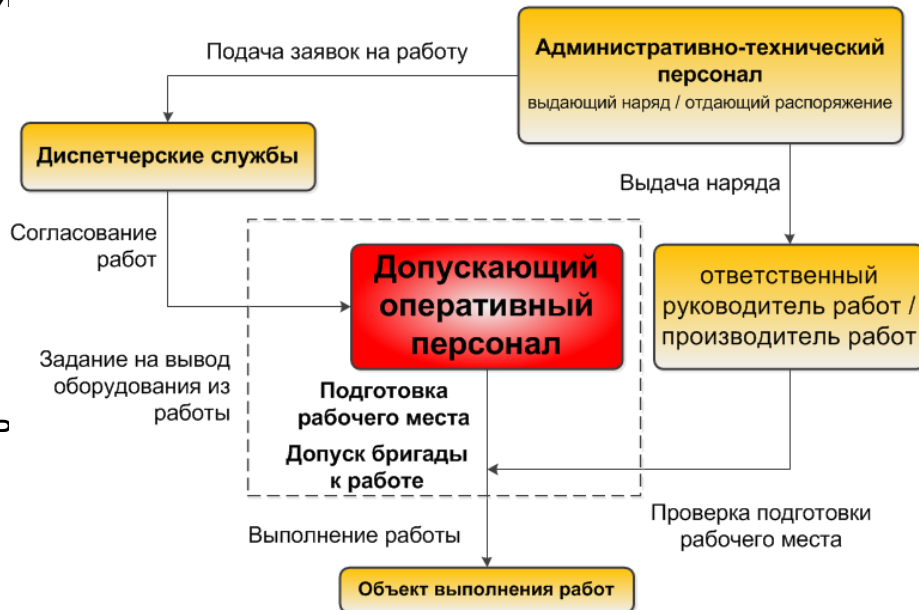 Подача заявок на работу
Административно-технический
персонал
выдающий наряд / отдающий распоряжение
Диспетчерские службы
Выдача наряда
Согласование
работ
Допускающий
оперативный
персонал
ответственный
руководитель работ /
производитель работ
Задание на вывод
оборудования из
работы
Подготовка
рабочего места
Допуск бригады
к работе
Проверка подготовки
рабочего места
Выполнение работы
Объект выполнения работ